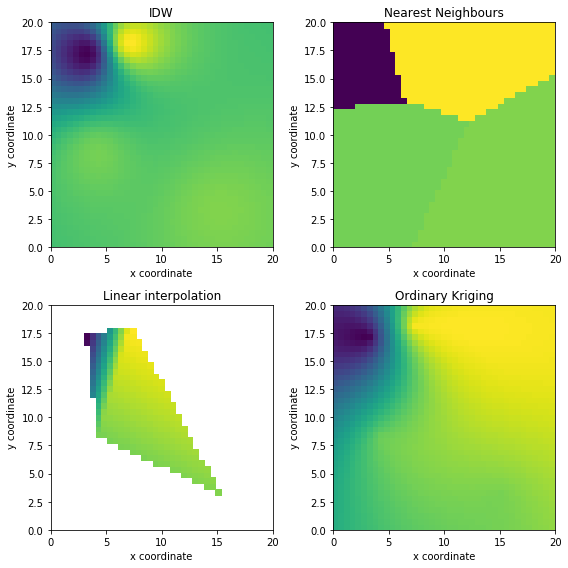 IDW
20.0
17.5
15.0
12.5
10.0
7.5
5.0
2.5
0.0
y coordinate
0 5 10 15 20
x coordinate
Nearest Neighbours
20.0
17.5
15.0
12.5
10.0
7.5
5.0
2.5
0.0
y coordinate
0 5 10 15 20
x coordinate
Linear interpolation
20.0
17.5
15.0
12.5
10.0
7.5
5.0
2.5
0.0
y coordinate
0 5 10 15 20
x coordinate
Ordinary Kriging
20.0
17.5
15.0
12.5
10.0
7.5
5.0
2.5
0.0
y coordinate
0 5 10 15 20
x coordinate